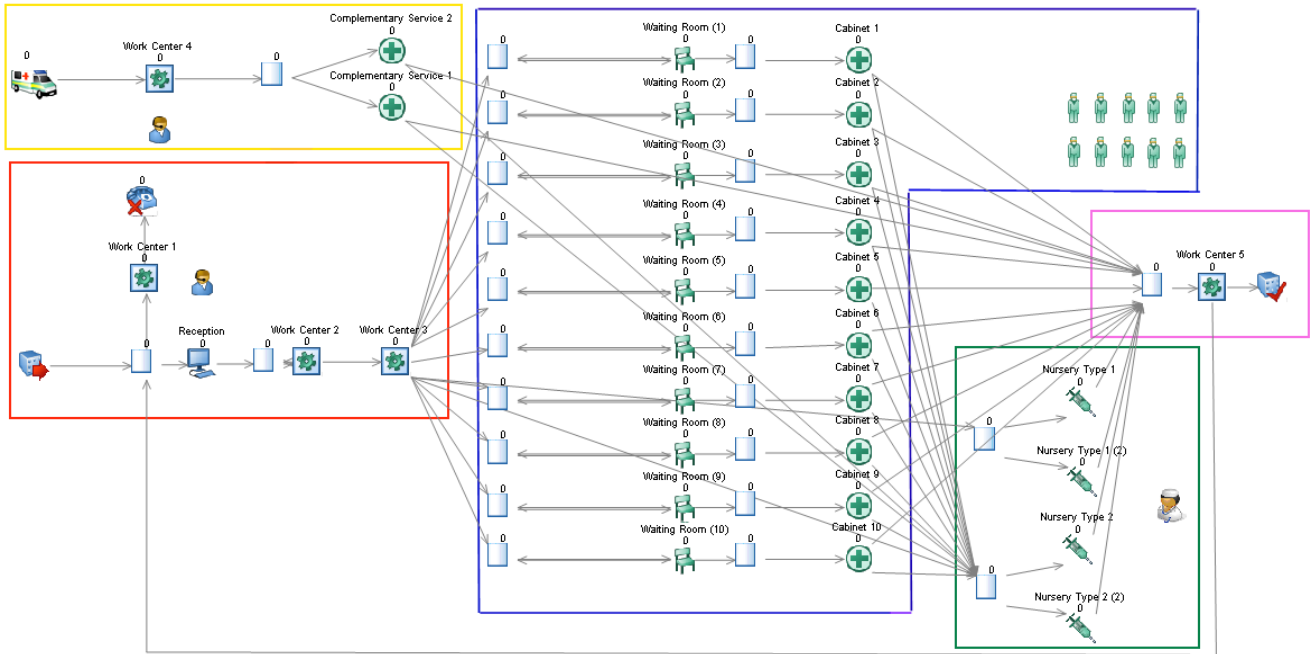 Complementary Service 2
0
0
Work Center 4
0
0
Complementary Service 1
0
0
Work Center 1
0
0
Reception
0
0
Work Center 2
0
Work Center 3
0
0
Waiting Room (1)
0
0
Cabinet 1
0
0
Waiting Room (2)
0
0
Cabinet 2
0
0
Waiting Room (3)
0
0
Cabinet 3
0
0
Waiting Room (4)
0
0
Cabinet 4
0
0
Waiting Room (5)
0
0
Cabinet 5
0
0
Waiting Room (6)
0
0
Cabinet 6
0
0
Waiting Room (7)
0
0
Cabinet 7
0
0
Waiting Room (8)
0
0
Cabinet 8
0
0
Waiting Room (9)
0
0
Cabinet 9
0
0
Waiting Room (10)
0
0
Cabinet 10
0
0
Work Center 5
0
Nursery Type 1
0
0
Nursery Type 1 (2)
0
Nursery Type 2
0
0
Nursery Type 2 (2)
0